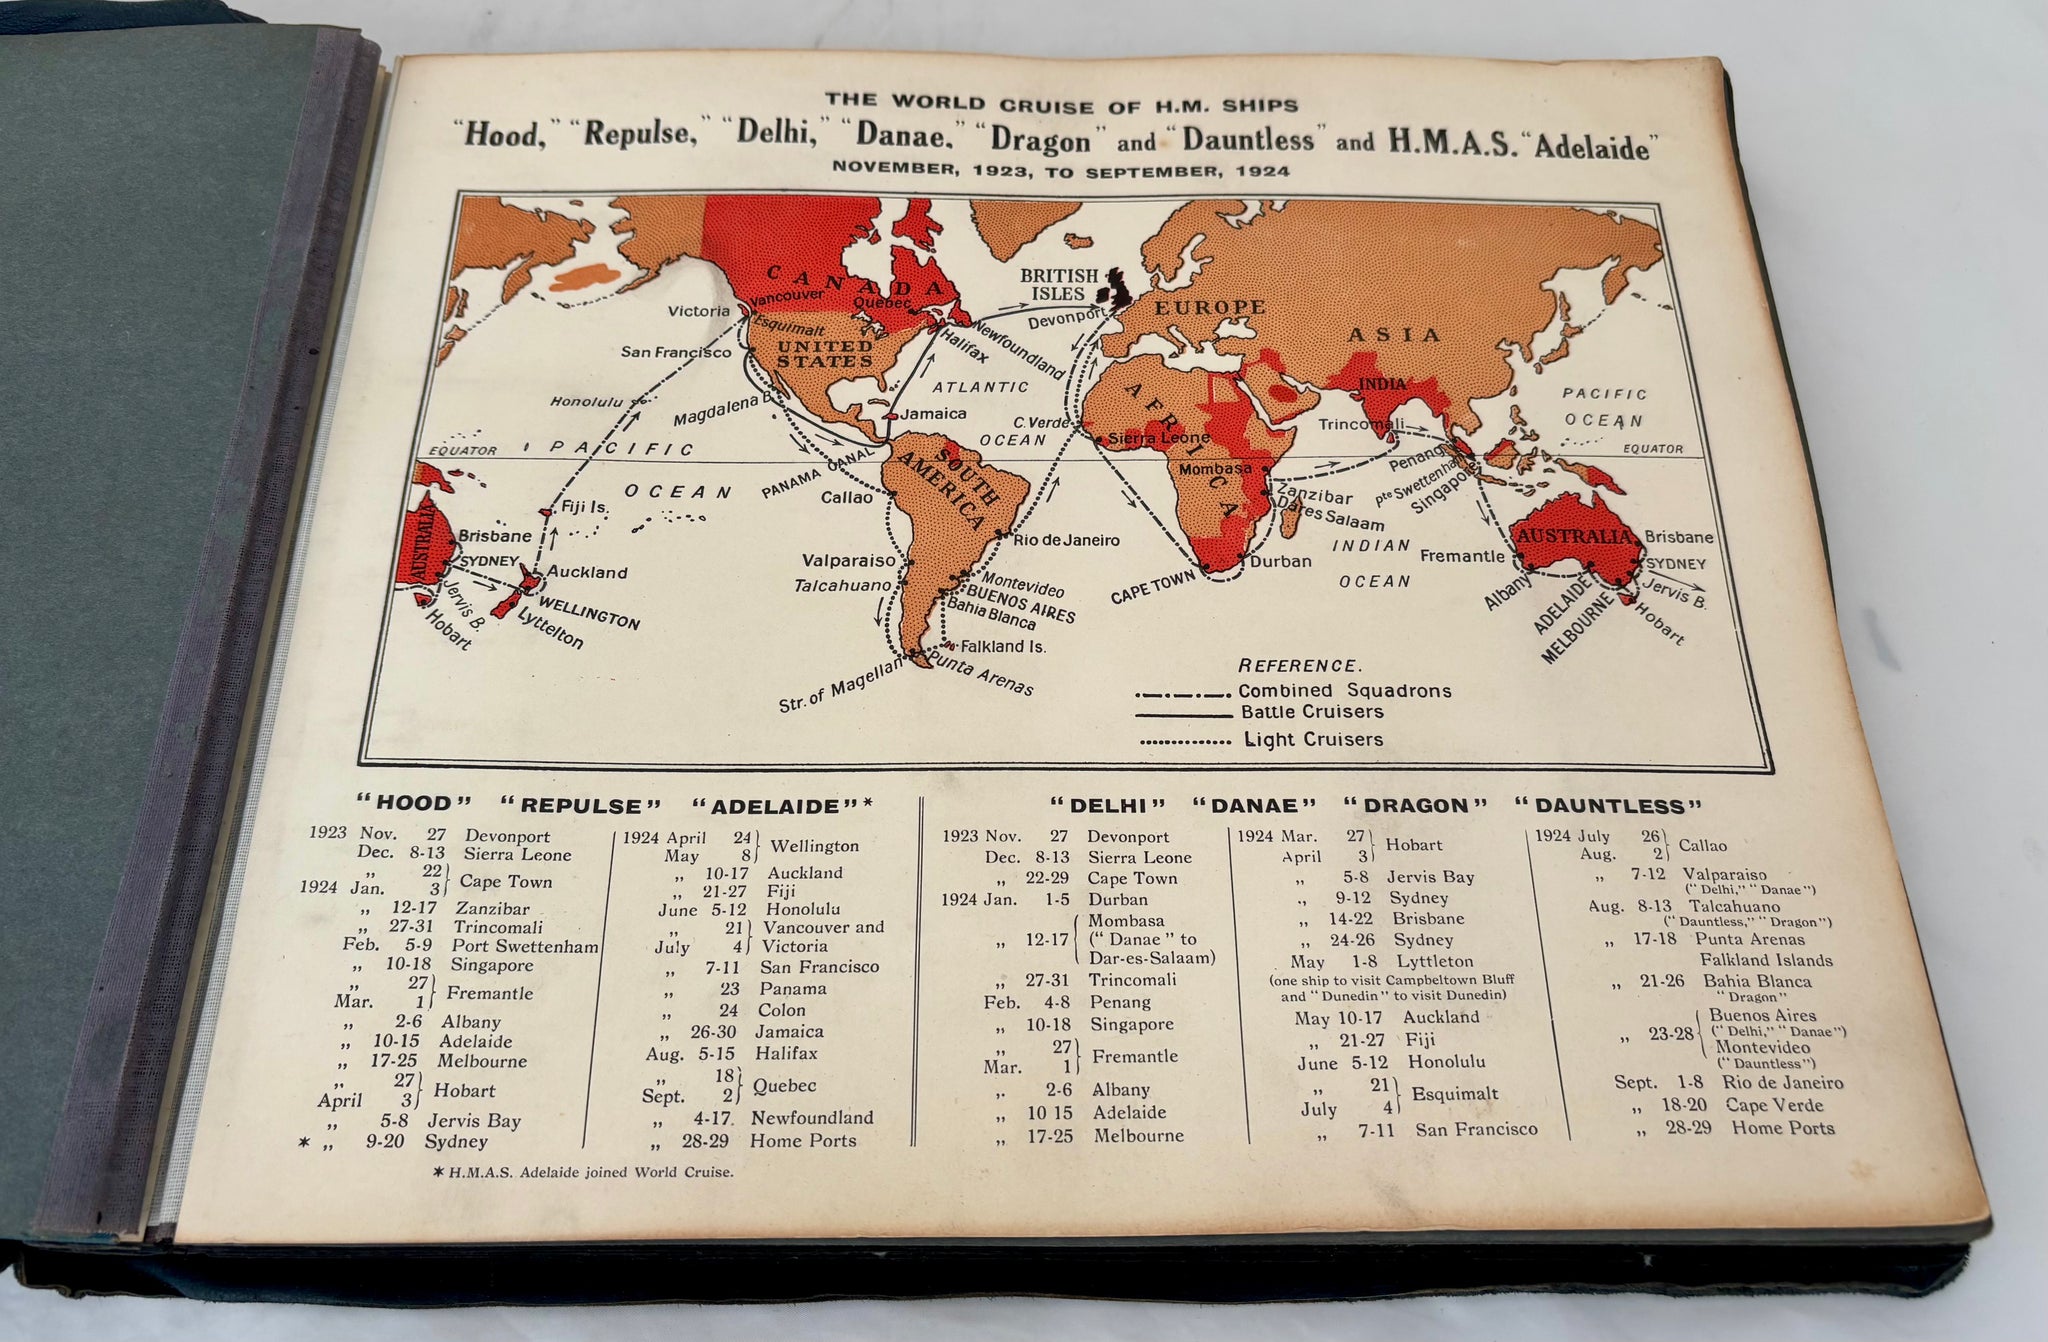 THE WORLD CRUISE OF H.M. SHIPS
"Hood," "Repulse," "Delhi," "Danae," "Dragon" and "Dauntless" and H.M.A.S. "Adelaide"
NOVEMBER, 1923, TO SEPTEMBER, 1924
CANADA
Vancouver
Quebec
Victoria
Esquimalt
UNITED
STATES
San Francisco
Halifax
Newfoundland
BRITISH
ISLES
Devonport
EUROPE
ASIA
INDIA
AFRICA
ATLANTIC
OCEAN
Honolulu
Magdalena B.
Jamaica
C. Verde
Sierra Leone
Trincomali
PACIFIC
OCEAN
EQUATOR
PACIFIC
OCEAN
EQUATOR
PANAMA CANAL
SOUTH
AMERICA
Callao
Mombasa
Zanzibar
Dares Salaam
Penang
Pte Swettenham
Singapore
Fiji Is.
AUSTRALIA
Brisbane
SYDNEY
Jervis B.
Hobart
Auckland
WELLINGTON
Lyttelton
Valparaiso
Talcahuano
Rio de Janeiro
Montevideo
BUENOS AIRES
Bahia Blanca
Falkland Is.
Str. of Magellan
Punta Arenas
CAPE TOWN
Durban
INDIAN
OCEAN
Fremantle
Albany
ADELAIDE
MELBOURNE
AUSTRALIA
Brisbane
SYDNEY
Jervis B.
Hobart
REFERENCE.
Combined Squadrons
Battle Cruisers
Light Cruisers
"HOOD" "REPULSE" "ADELAIDE"*
1923 Nov. 27 Devonport
Dec. 8-13 Sierra Leone
„ 22
1924 Jan. 3} Cape Town
„ 12-17 Zanzibar
„ 27-31 Trincomali
Feb. 5-9 Port Swettenham
„ 10-18 Singapore
„ 27
Mar. 1} Fremantle
„ 2-6 Albany
„ 10-15 Adelaide
„ 17-25 Melbourne
„ 27
April 3} Hobart
„ 5-8 Jervis Bay
* „ 9-20 Sydney
1924 April 24
May 8} Wellington
„ 10-17 Auckland
„ 21-27 Fiji
June 5-12 Honolulu
„ 21} Vancouver and
July 4} Victoria
„ 7-11 San Francisco
„ 23 Panama
„ 24 Colon
„ 26-30 Jamaica
Aug. 5-15 Halifax
„ 18
Sept. 2} Quebec
„ 4-17. Newfoundland
„ 28-29 Home Ports
* H.M.A.S. Adelaide joined World Cruise.
"DELHI" "DANAE" "DRAGON" "DAUNTLESS"
1923 Nov. 27 Devonport
Dec. 8-13 Sierra Leone
„ 22-29 Cape Town
1924 Jan. 1-5 Durban
Mombasa
„ 12-17 { ("Danae" to
Dar-es-Salaam)
„ 27-31 Trincomali
Feb. 4-8 Penang
„ 10-18 Singapore
„ 27
Mar. 1} Fremantle
„ 2-6 Albany
„ 10 15 Adelaide
„ 17-25 Melbourne
1924 Mar. 27
April 3} Hobart
„ 5-8 Jervis Bay
„ 9-12 Sydney
„ 14-22 Brisbane
„ 24-26 Sydney
May 1-8 Lyttleton
(one ship to visit Campbeltown Bluff
and "Dunedin" to visit Dunedin)
May 10-17 Auckland
„ 21-27 Fiji
June 5-12 Honolulu
„ 21
July 4} Esquimalt
„ 7-11 San Francisco
1924 July 26
Aug. 2} Callao
„ 7-12 Valparaiso
("Delhi," "Danae")
Aug. 8-13 Talcahuano
("Dauntless," "Dragon")
„ 17-18 Punta Arenas
Falkland Islands
„ 21-26 Bahia Blanca
"Dragon"
Buenos Aires
("Delhi," "Danae")
„ 23-28 { Montevideo
("Dauntless")
Sept. 1-8 Rio de Janeiro
„ 18-20 Cape Verde
„ 28-29 Home Ports